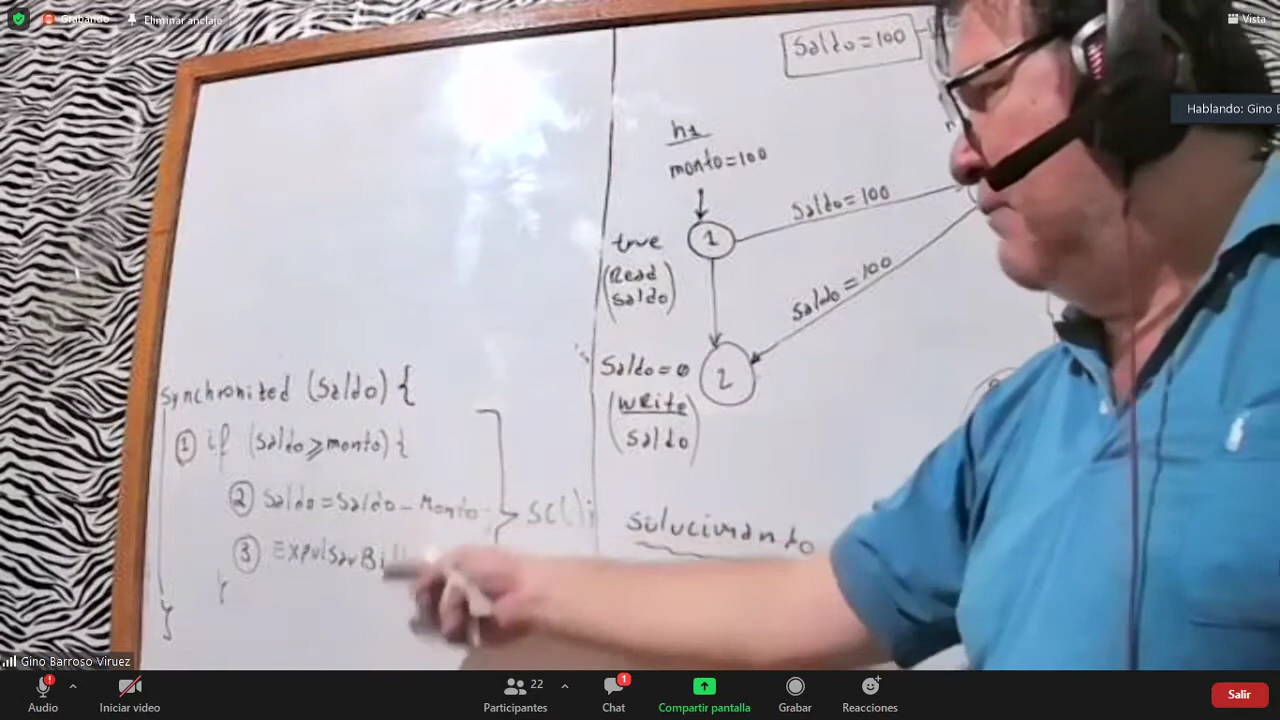 Grabando
Eliminar anclaje
Vista
Hablando: Gino B
Saldo=100
h1
monto=100
1
Saldo=100
true
(Read
Saldo)
Saldo=100
Saldo=0
2
(WRite
Saldo)
Synchronized (Saldo) {
① if (Saldo≥monto) {
② Saldo=Saldo-Monto
SC()
③ ExpulsarBi
}
solucionando
Gino Barroso Viruez
Audio
Iniciar video
22
Participantes
1
Chat
Compartir pantalla
Grabar
Reacciones
Salir